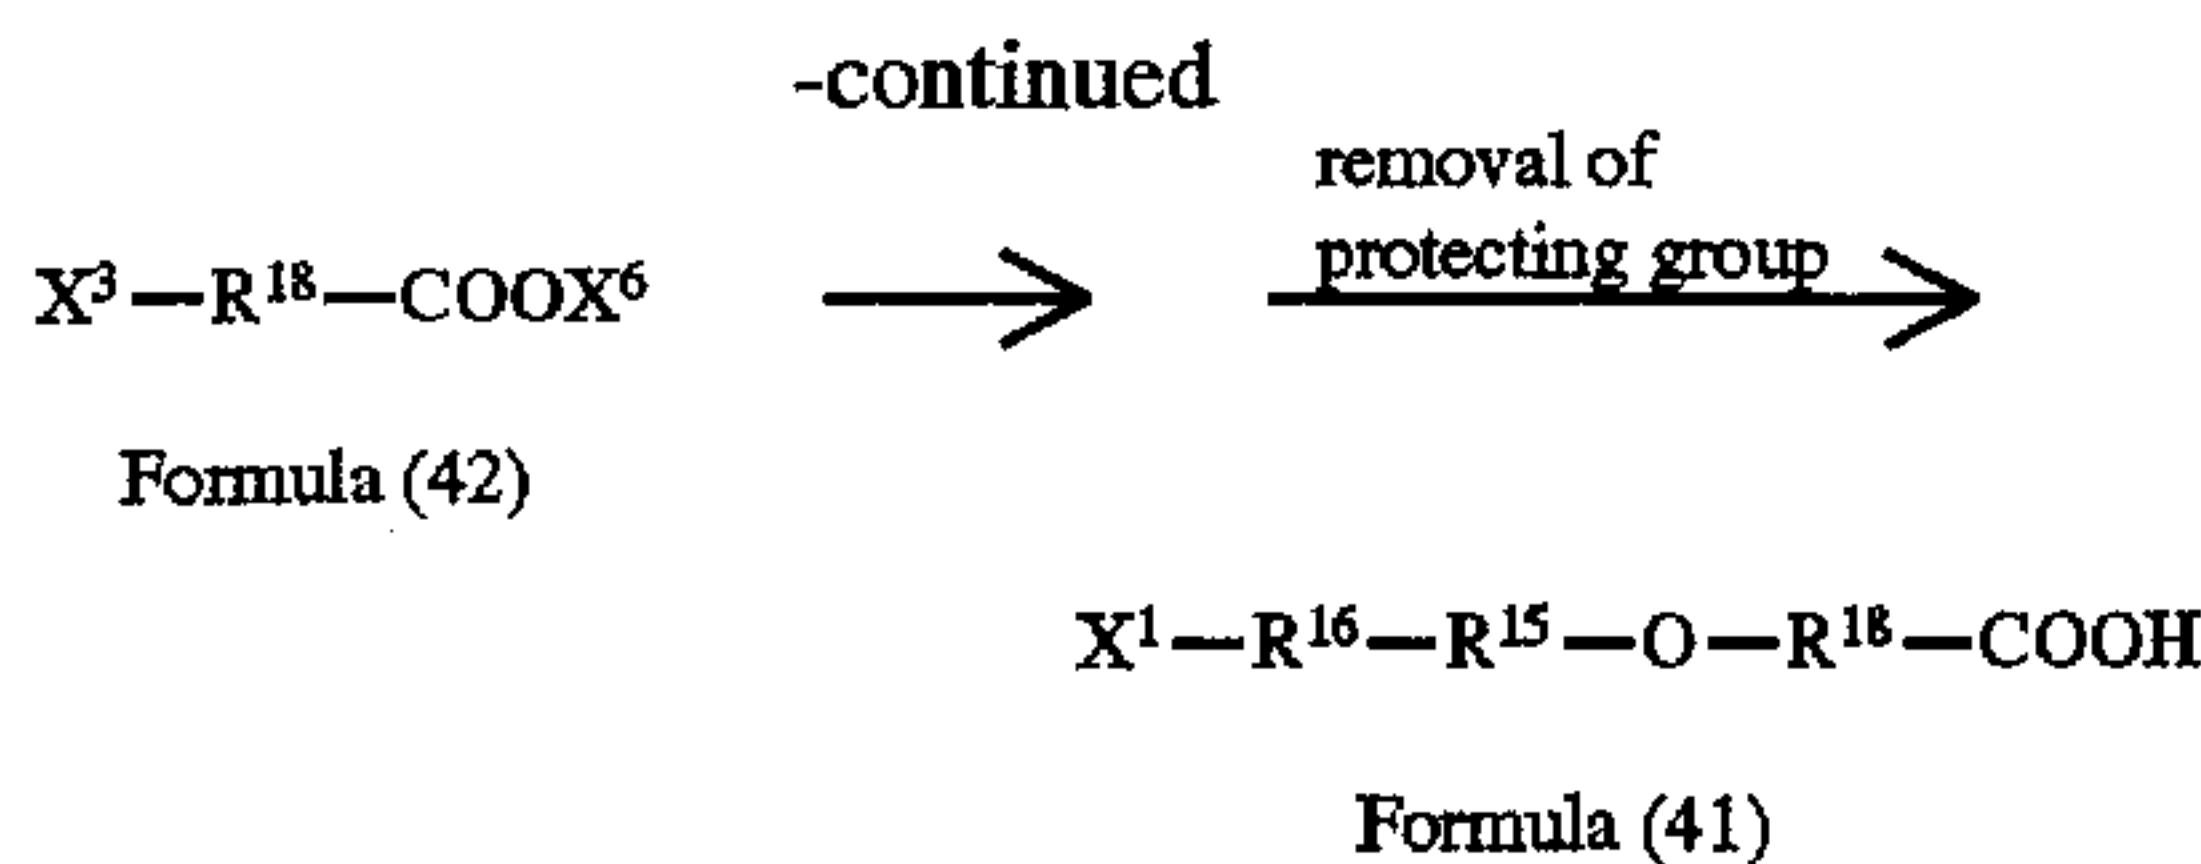 -continued
removal of
protecting group
X³—R¹⁸—COOX⁶
Formula (42)
X¹—R¹⁶—R¹⁵—O—R¹⁸—COOH
Formula (41)